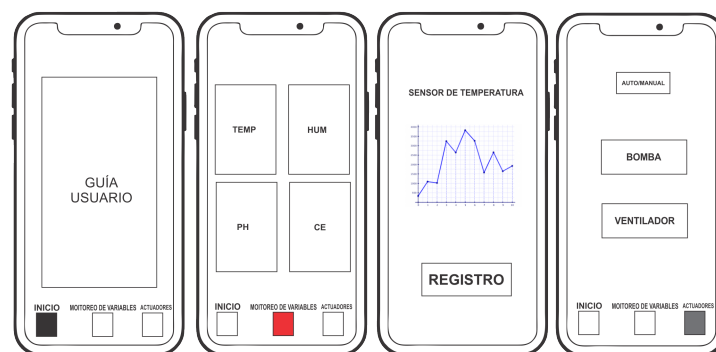 GUÍA
USUARIO
INICIO MOITOREO DE VARIABLES ACTUADORES
TEMP HUM
PH CE
INICIO MOITOREO DE VARIABLES ACTUADORES
SENSOR DE TEMPERATURA
REGISTRO
AUTO/MANUAL
BOMBA
VENTILADOR
INICIO MOITOREO DE VARIABLES ACTUADORES